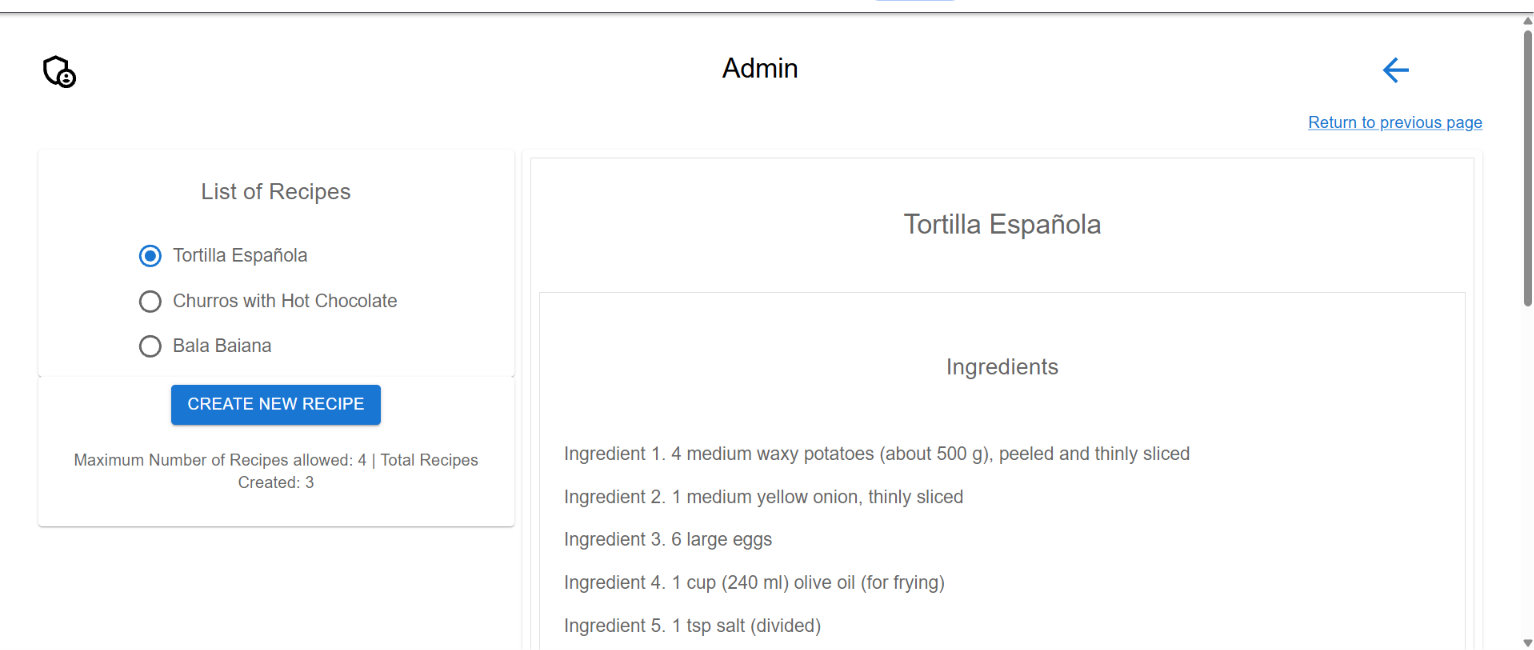 Admin
Return to previous page
List of Recipes
Tortilla Española
Churros with Hot Chocolate
Bala Baiana
CREATE NEW RECIPE
Maximum Number of Recipes allowed: 4 | Total Recipes
Created: 3
Tortilla Española
Ingredients
Ingredient 1. 4 medium waxy potatoes (about 500 g), peeled and thinly sliced
Ingredient 2. 1 medium yellow onion, thinly sliced
Ingredient 3. 6 large eggs
Ingredient 4. 1 cup (240 ml) olive oil (for frying)
Ingredient 5. 1 tsp salt (divided)